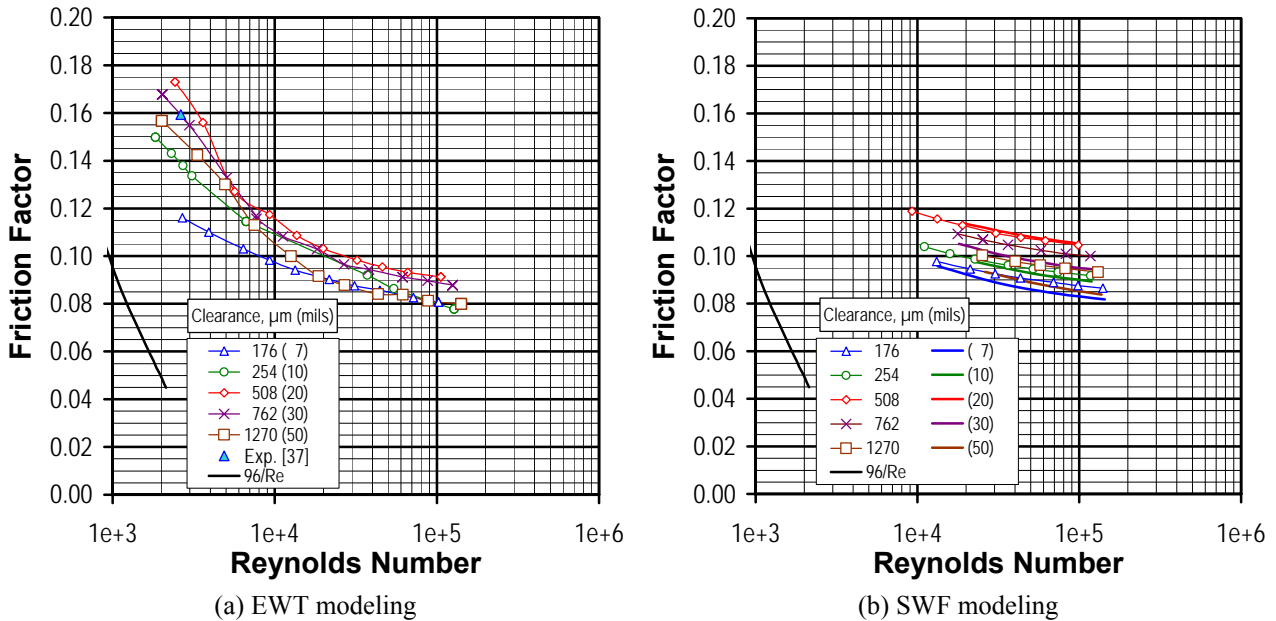 0.20
0.18
0.16
0.14
0.12
0.10
0.08
0.06
0.04
0.02
0.00
Friction Factor
Clearance, µm (mils)
176 ( 7)
254 (10)
508 (20)
762 (30)
1270 (50)
Exp. [37]
96/Re
1e+3 1e+4 1e+5 1e+6
Reynolds Number
(a) EWT modeling
0.20
0.18
0.16
0.14
0.12
0.10
0.08
0.06
0.04
0.02
0.00
Friction Factor
Clearance, µm (mils)
176 ( 7)
254 (10)
508 (20)
762 (30)
1270 (50)
96/Re
1e+3 1e+4 1e+5 1e+6
Reynolds Number
(b) SWF modeling